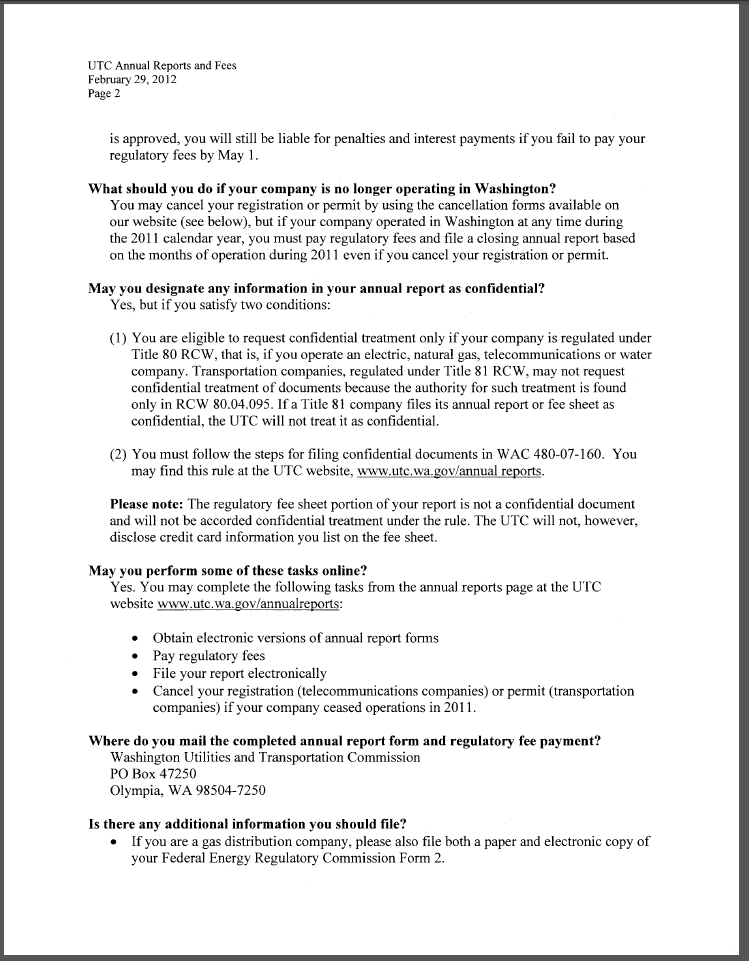 UTC Annual Reports and Fees
February 29, 2012
Page 2
is approved, you will still be liable for penalties and interest payments if you fail to pay your
regulatory fees by May 1.
What should you do if your company is no longer operating in Washington?
You may cancel your registration or permit by using the cancellation forms available on
our website (see below), but if your company operated in Washington at any time during
the 2011 calendar year, you must pay regulatory fees and file a closing annual report based
on the months of operation during 2011 even if you cancel your registration or permit.
May you designate any information in your annual report as confidential?
Yes, but if you satisfy two conditions:
(1) You are eligible to request confidential treatment only if your company is regulated under
Title 80 RCW, that is, if you operate an electric, natural gas, telecommunications or water
company. Transportation companies, regulated under Title 81 RCW, may not request
confidential treatment of documents because the authority for such treatment is found
only in RCW 80.04.095. If a Title 81 company files its annual report or fee sheet as
confidential, the UTC will not treat it as confidential.
(2) You must follow the steps for filing confidential documents in WAC 480-07-160. You
may find this rule at the UTC website, www.utc.wa.gov/annual reports.
Please note: The regulatory fee sheet portion of your report is not a confidential document
and will not be accorded confidential treatment under the rule. The UTC will not, however,
disclose credit card information you list on the fee sheet.
May you perform some of these tasks online?
Yes. You may complete the following tasks from the annual reports page at the UTC
website www.utc.wa.gov/annualreports:
• Obtain electronic versions of annual report forms
• Pay regulatory fees
• File your report electronically
• Cancel your registration (telecommunications companies) or permit (transportation
companies) if your company ceased operations in 2011.
Where do you mail the completed annual report form and regulatory fee payment?
Washington Utilities and Transportation Commission
PO Box 47250
Olympia, WA 98504-7250
Is there any additional information you should file?
• If you are a gas distribution company, please also file both a paper and electronic copy of
your Federal Energy Regulatory Commission Form 2.